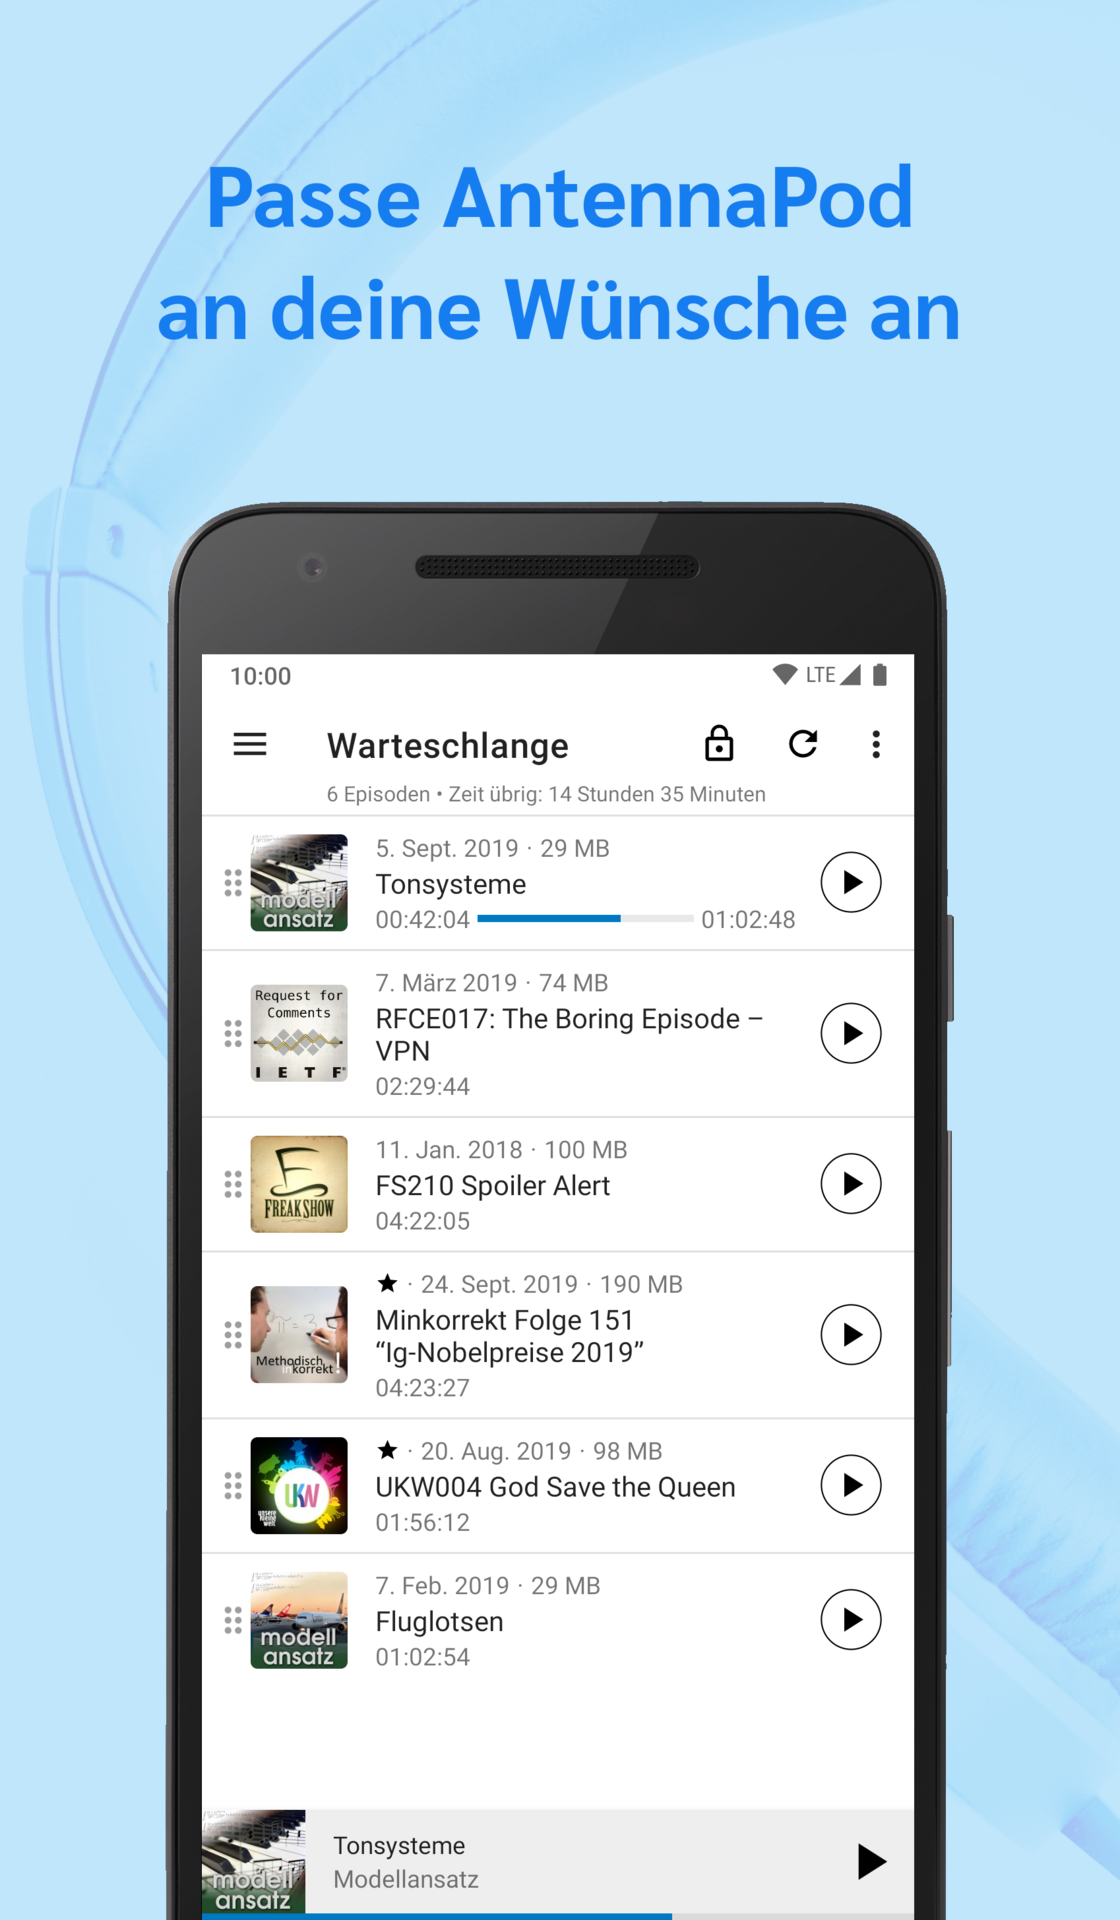 Passe AntennaPod
an deine Wünsche an
10:00
LTE
Warteschlange
6 Episoden • Zeit übrig: 14 Stunden 35 Minuten
modell
ansatz
5. Sept. 2019 · 29 MB
Tonsysteme
00:42:04
01:02:48
Request for
Comments
I E T F
7. März 2019 · 74 MB
RFCE017: The Boring Episode –
VPN
02:29:44
FREAK SHOW
11. Jan. 2018 · 100 MB
FS210 Spoiler Alert
04:22:05
π = 3
Methodisch
inkorrekt!
★ · 24. Sept. 2019 · 190 MB
Minkorrekt Folge 151
“Ig-Nobelpreise 2019”
04:23:27
UKW
unsere
kleine
welt
★ · 20. Aug. 2019 · 98 MB
UKW004 God Save the Queen
01:56:12
modell
ansatz
7. Feb. 2019 · 29 MB
Fluglotsen
01:02:54
modell
ansatz
Tonsysteme
Modellansatz